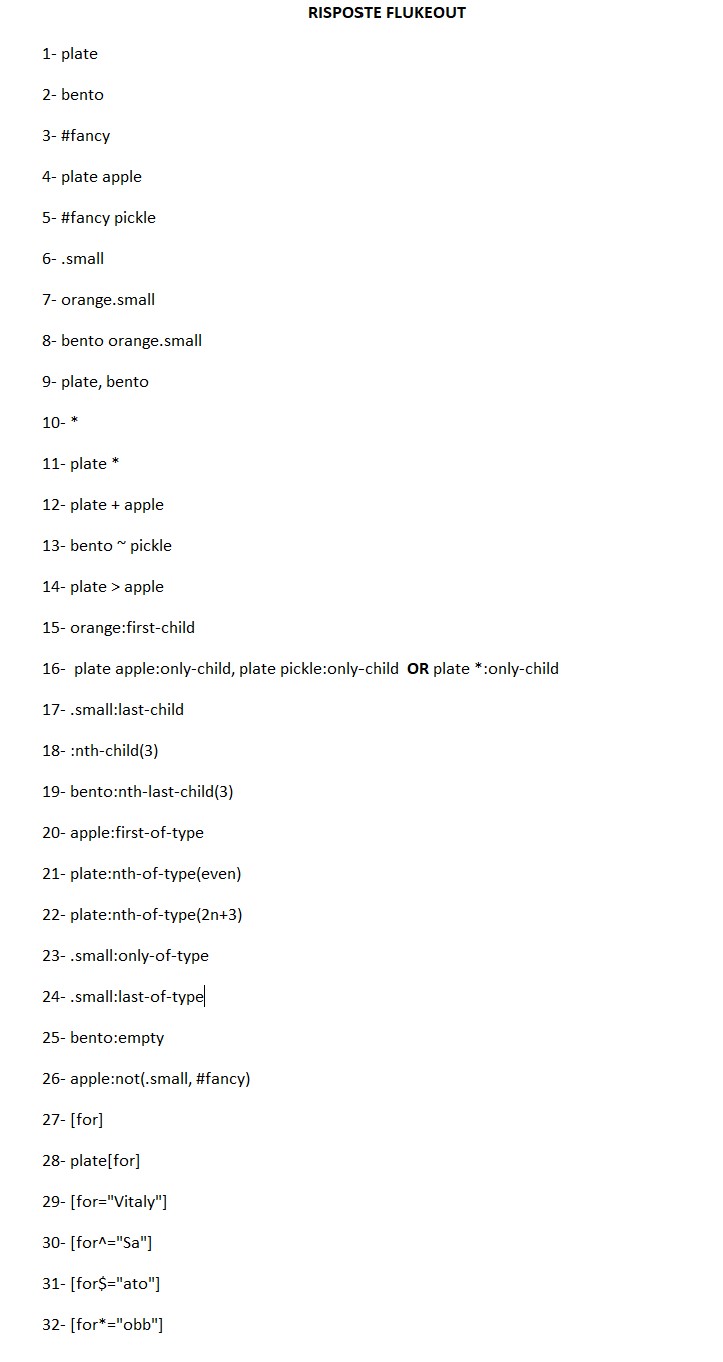 RISPOSTE FLUKEOUT
1- plate
2- bento
3- #fancy
4- plate apple
5- #fancy pickle
6- .small
7- orange.small
8- bento orange.small
9- plate, bento
10- *
11- plate *
12- plate + apple
13- bento ~ pickle
14- plate > apple
15- orange:first-child
16-  plate apple:only-child, plate pickle:only-child  OR plate *:only-child
17- .small:last-child
18- :nth-child(3)
19- bento:nth-last-child(3)
20- apple:first-of-type
21- plate:nth-of-type(even)
22- plate:nth-of-type(2n+3)
23- .small:only-of-type
24- .small:last-of-type
25- bento:empty
26- apple:not(.small, #fancy)
27- [for]
28- plate[for]
29- [for="Vitaly"]
30- [for^="Sa"]
31- [for$="ato"]
32- [for*="obb"]